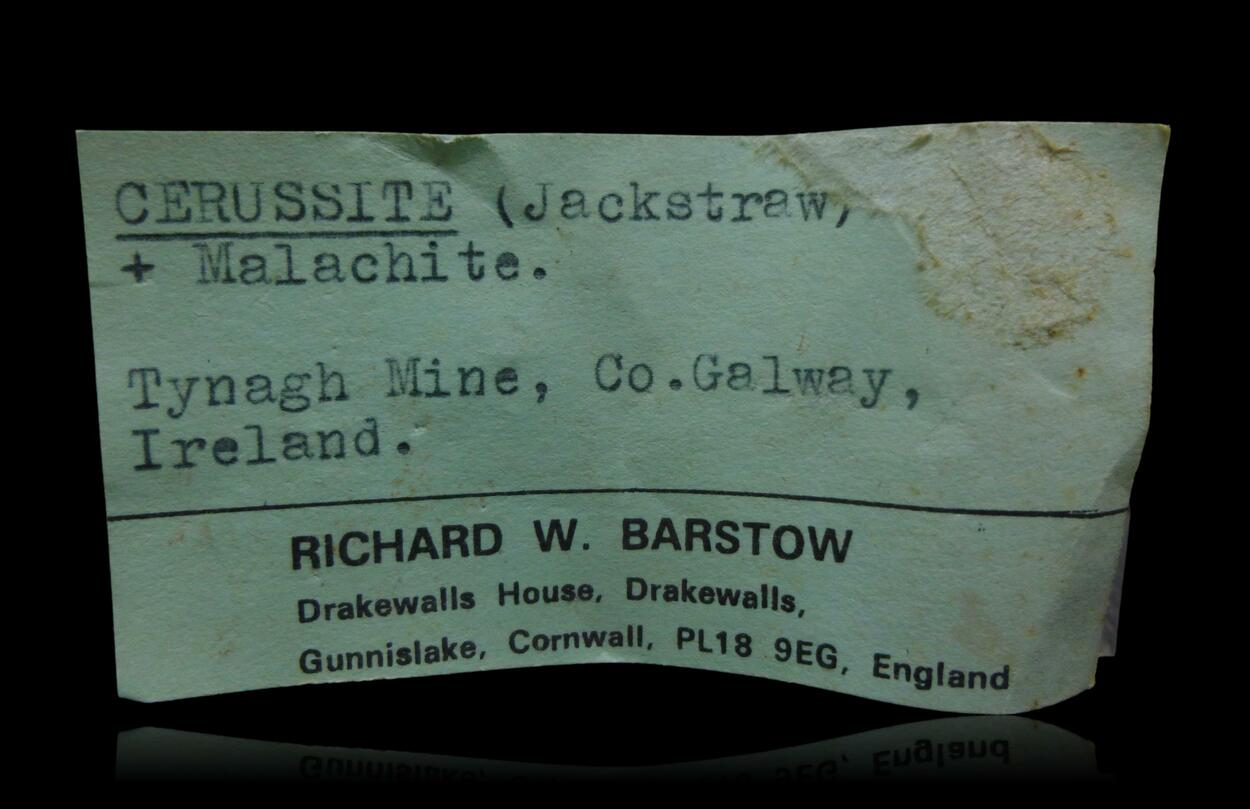 CERUSSITE (Jackstraw)
+ Malachite.
Tynagh Mine, Co.Galway,
Ireland.
RICHARD W. BARSTOW
Drakewalls House, Drakewalls,
Gunnislake, Cornwall, PL18 9EG, England